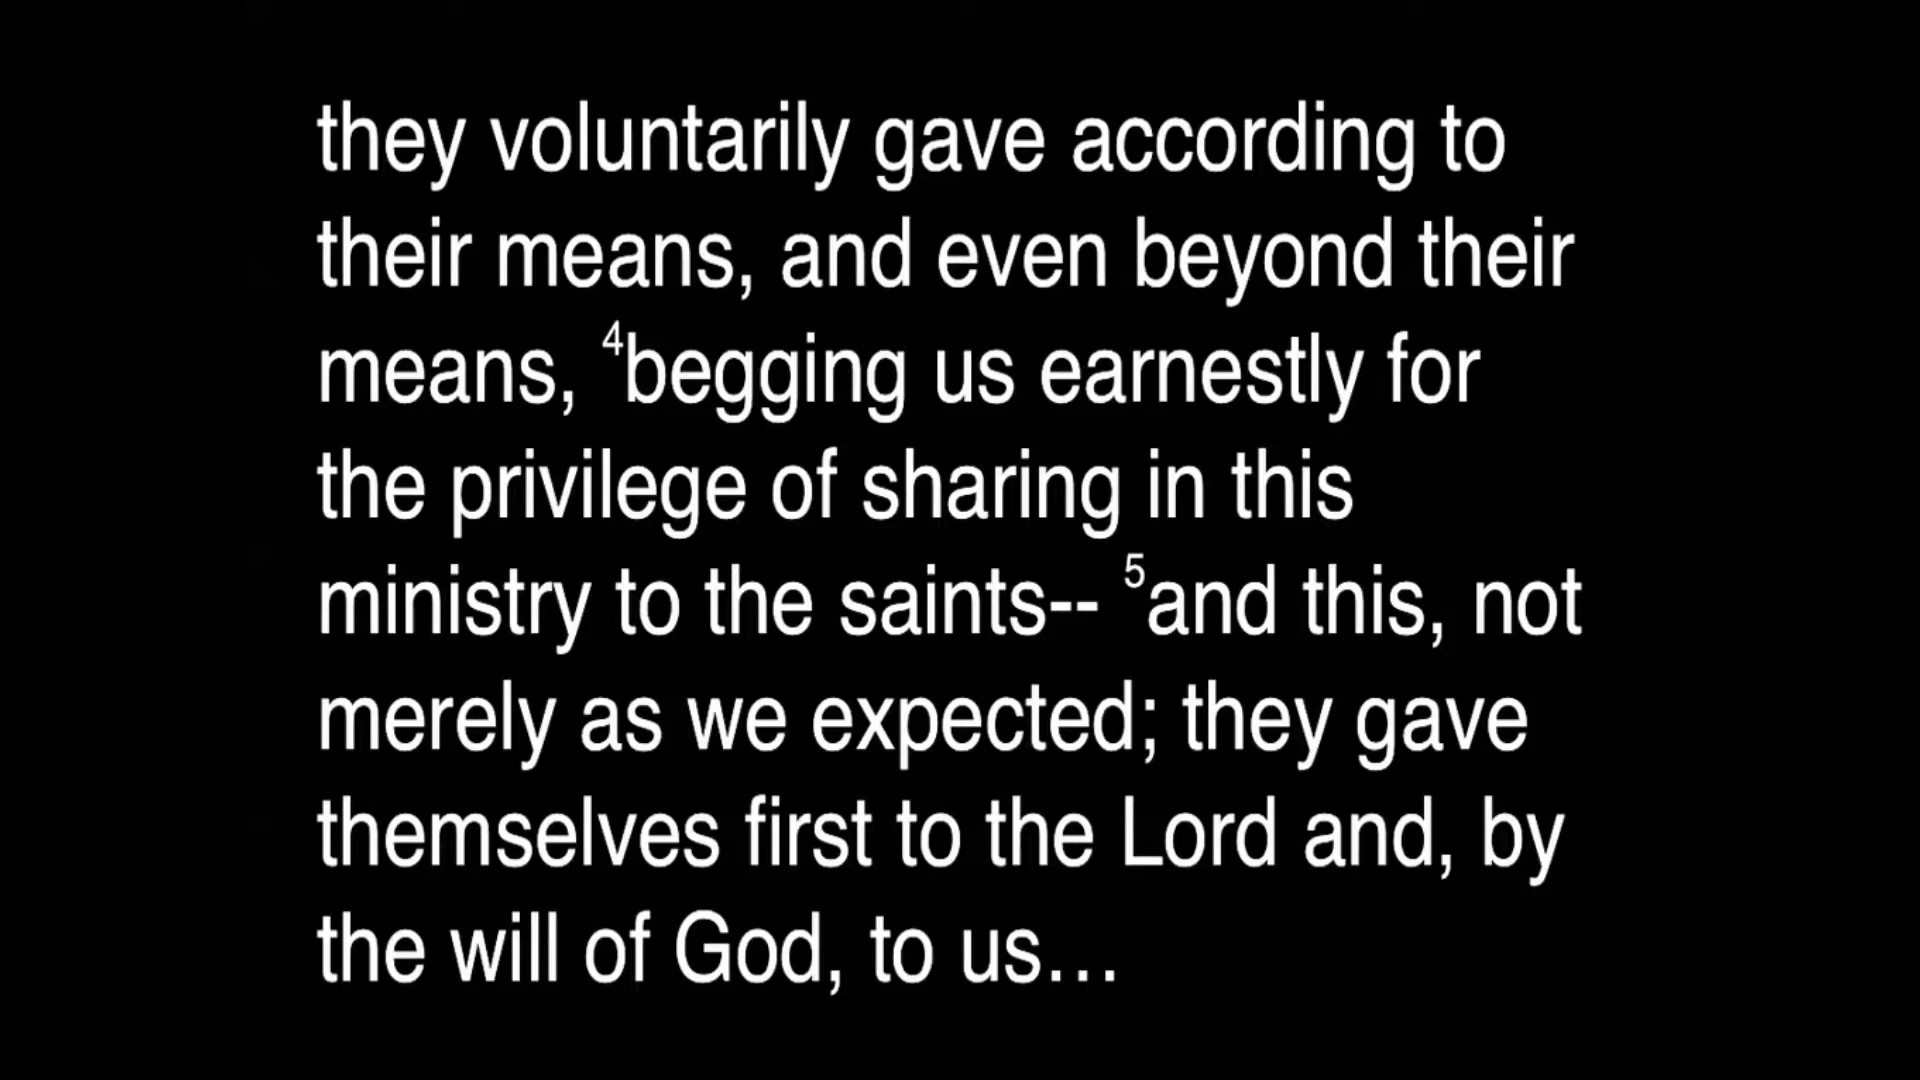 they voluntarily gave according to
their means, and even beyond their
means, ⁴begging us earnestly for
the privilege of sharing in this
ministry to the saints-- ⁵and this, not
merely as we expected; they gave
themselves first to the Lord and, by
the will of God, to us…